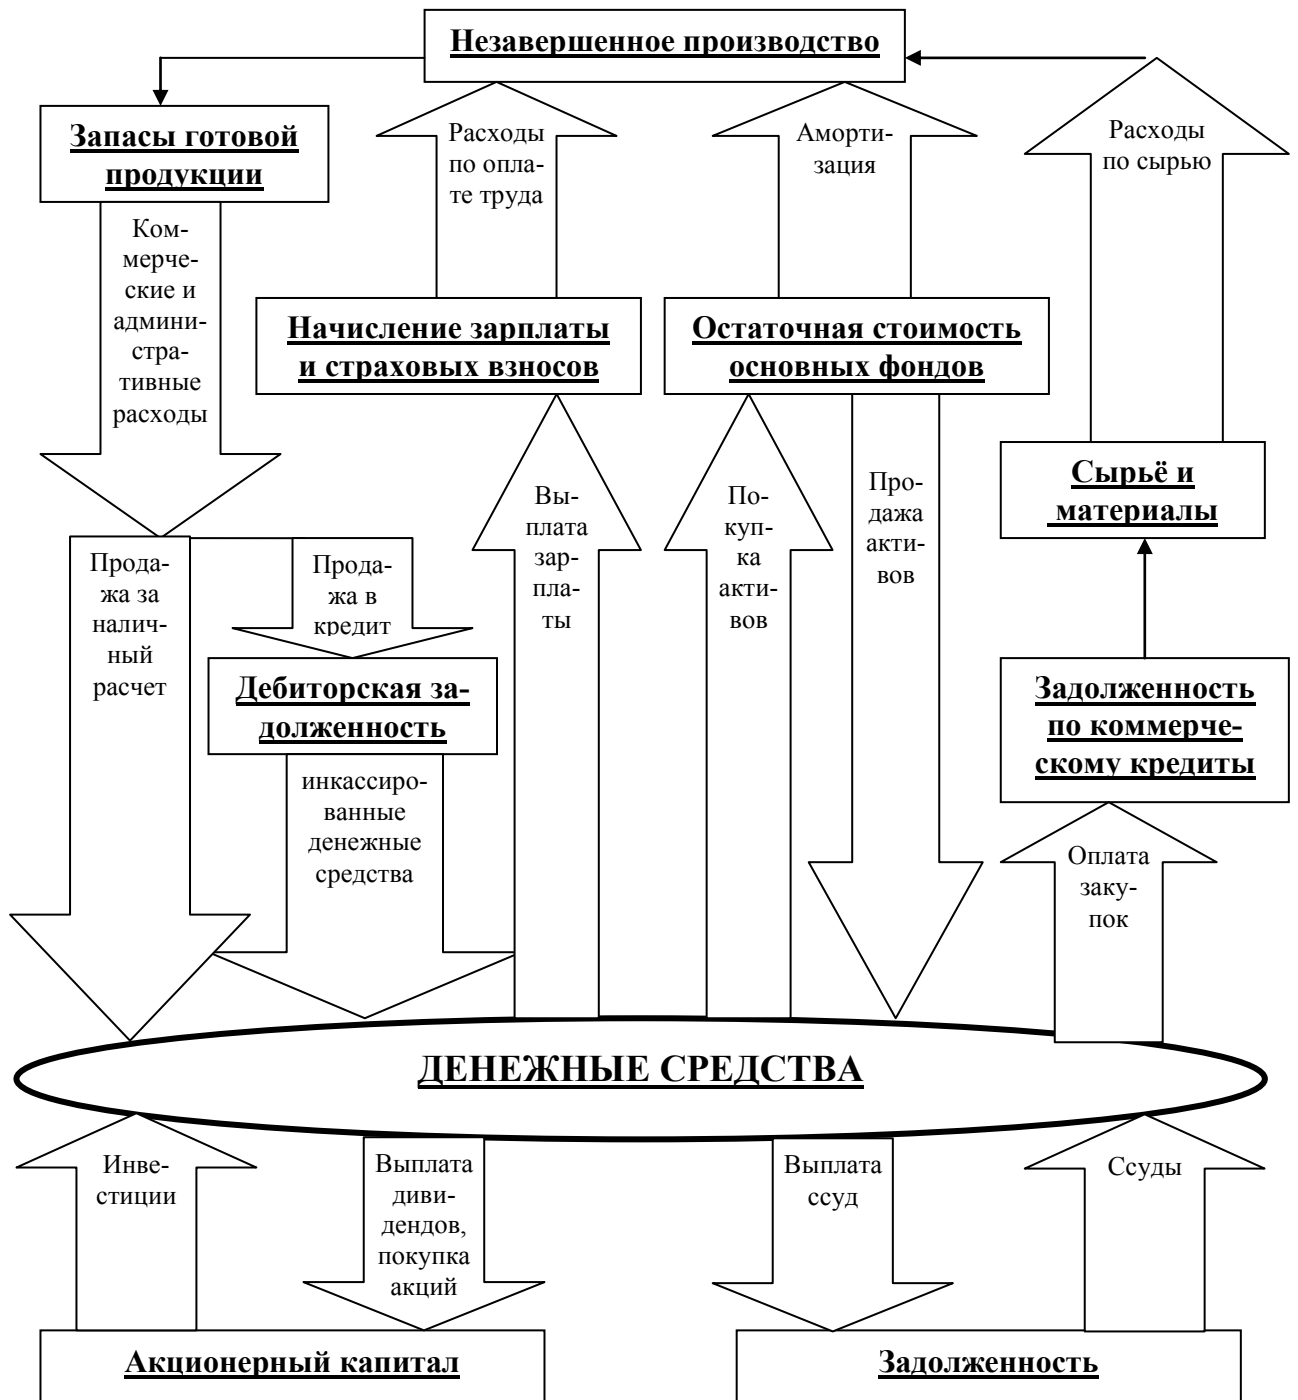 Незавершенное производство
Запасы готовой
продукции
Расходы
по опла-
те труда
Аморти-
зация
Расходы
по сырью
Ком-
мерче-
ские и
админи-
стра-
тивные
расходы
Начисление зарплаты
и страховых взносов
Остаточная стоимость
основных фондов
Сырьё и
материалы
Прода-
жа за
налич-
ный
расчет
Прода-
жа в
кредит
Вы-
плата
зар-
пла-
ты
По-
куп-
ка
акти-
вов
Про-
дажа
акти-
вов
Дебиторская за-
долженность
Задолженность
по коммерче-
скому кредиты
инкассиро-
ванные
денежные
средства
Оплата
заку-
пок
ДЕНЕЖНЫЕ СРЕДСТВА
Инве-
стиции
Выплата
диви-
дендов,
покупка
акций
Выплата
ссуд
Ссуды
Акционерный капитал
Задолженность